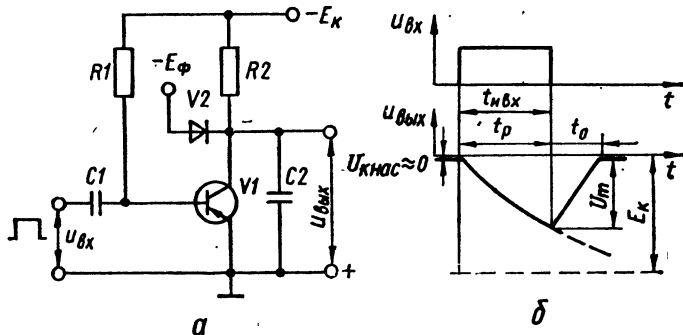 −Eк
R1
R2
−Eф
V2
C1
V1
C2
uвх
uвых
+
а
uвх
t
tивх
uвых
tр
tо
Uкнас≈0
t
Um
Eк
б